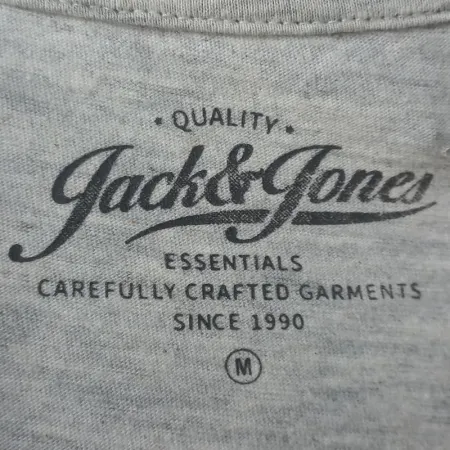 • QUALITY •
Jack&Jones
ESSENTIALS
CAREFULLY CRAFTED GARMENTS
SINCE 1990
M